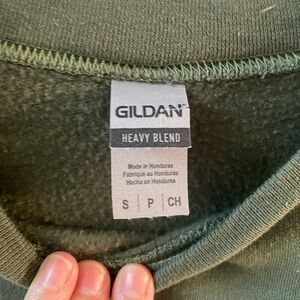 GILDAN
HEAVY BLEND
Made in Honduras
Fabriqué au Honduras
Hecho en Honduras
S | P | CH